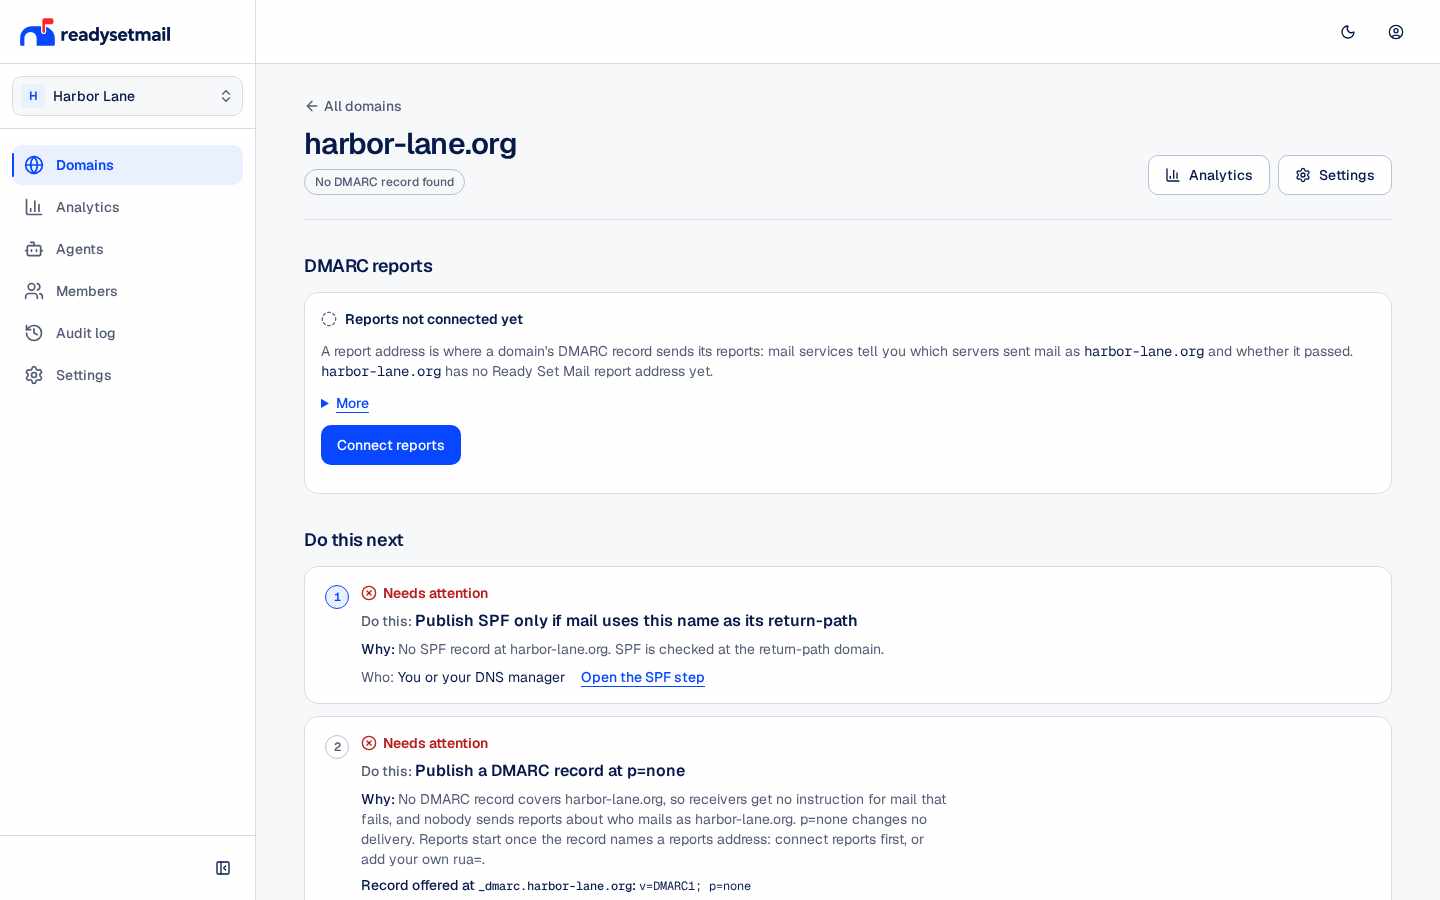 readysetmail
H Harbor Lane
Domains
Analytics
Agents
Members
Audit log
Settings
All domains
harbor-lane.org
No DMARC record found
Analytics
Settings
DMARC reports
Reports not connected yet
A report address is where a domain's DMARC record sends its reports: mail services tell you which servers sent mail as harbor-lane.org and whether it passed.
harbor-lane.org has no Ready Set Mail report address yet.
More
Connect reports
Do this next
1
Needs attention
Do this: Publish SPF only if mail uses this name as its return-path
Why: No SPF record at harbor-lane.org. SPF is checked at the return-path domain.
Who: You or your DNS manager Open the SPF step
2
Needs attention
Do this: Publish a DMARC record at p=none
Why: No DMARC record covers harbor-lane.org, so receivers get no instruction for mail that
fails, and nobody sends reports about who mails as harbor-lane.org. p=none changes no
delivery. Reports start once the record names a reports address: connect reports first, or
add your own rua=.
Record offered at _dmarc.harbor-lane.org: v=DMARC1; p=none